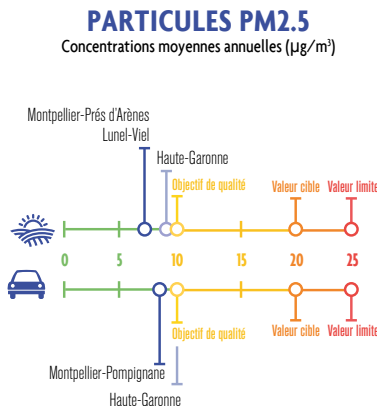 PARTICULES PM2.5
Concentrations moyennes annuelles (µg/m³)
Montpellier-Prés d'Arènes
Lunel-Viel
Haute-Garonne
Objectif de qualité
Valeur cible
Valeur limite
0 5 10 15 20 25
Objectif de qualité
Valeur cible
Valeur limite
Montpellier-Pompignane
Haute-Garonne